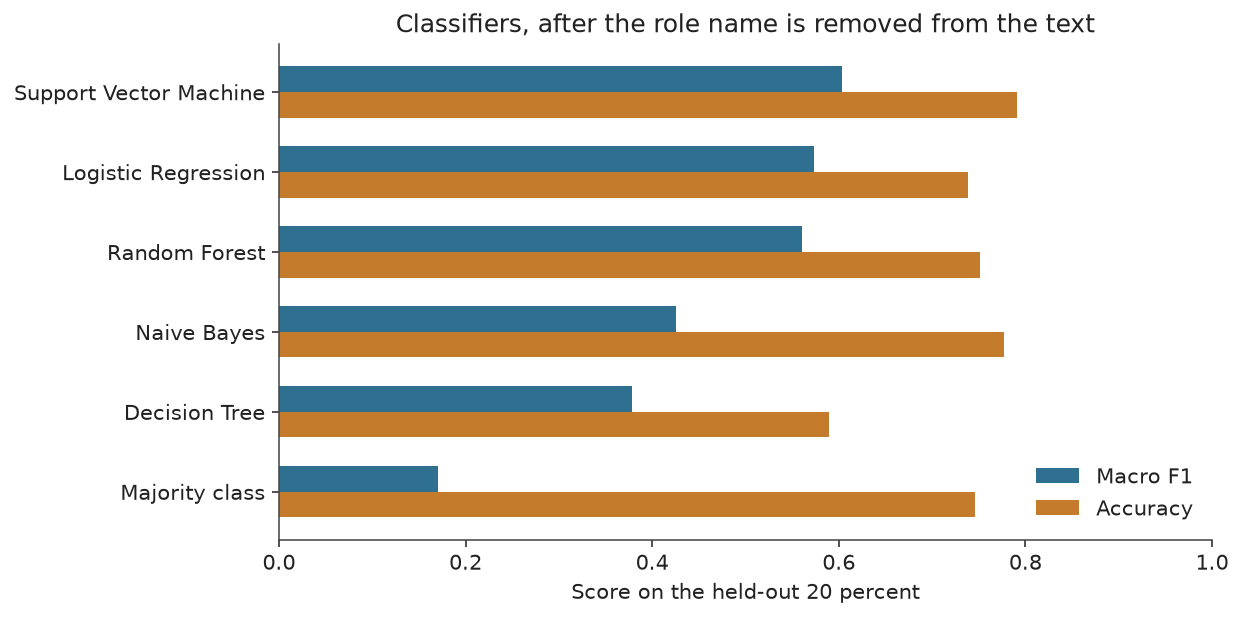 Classifiers, after the role name is removed from the text
Support Vector Machine
Logistic Regression
Random Forest
Naive Bayes
Decision Tree
Majority class
Macro F1
Accuracy
0.0 0.2 0.4 0.6 0.8 1.0
Score on the held-out 20 percent